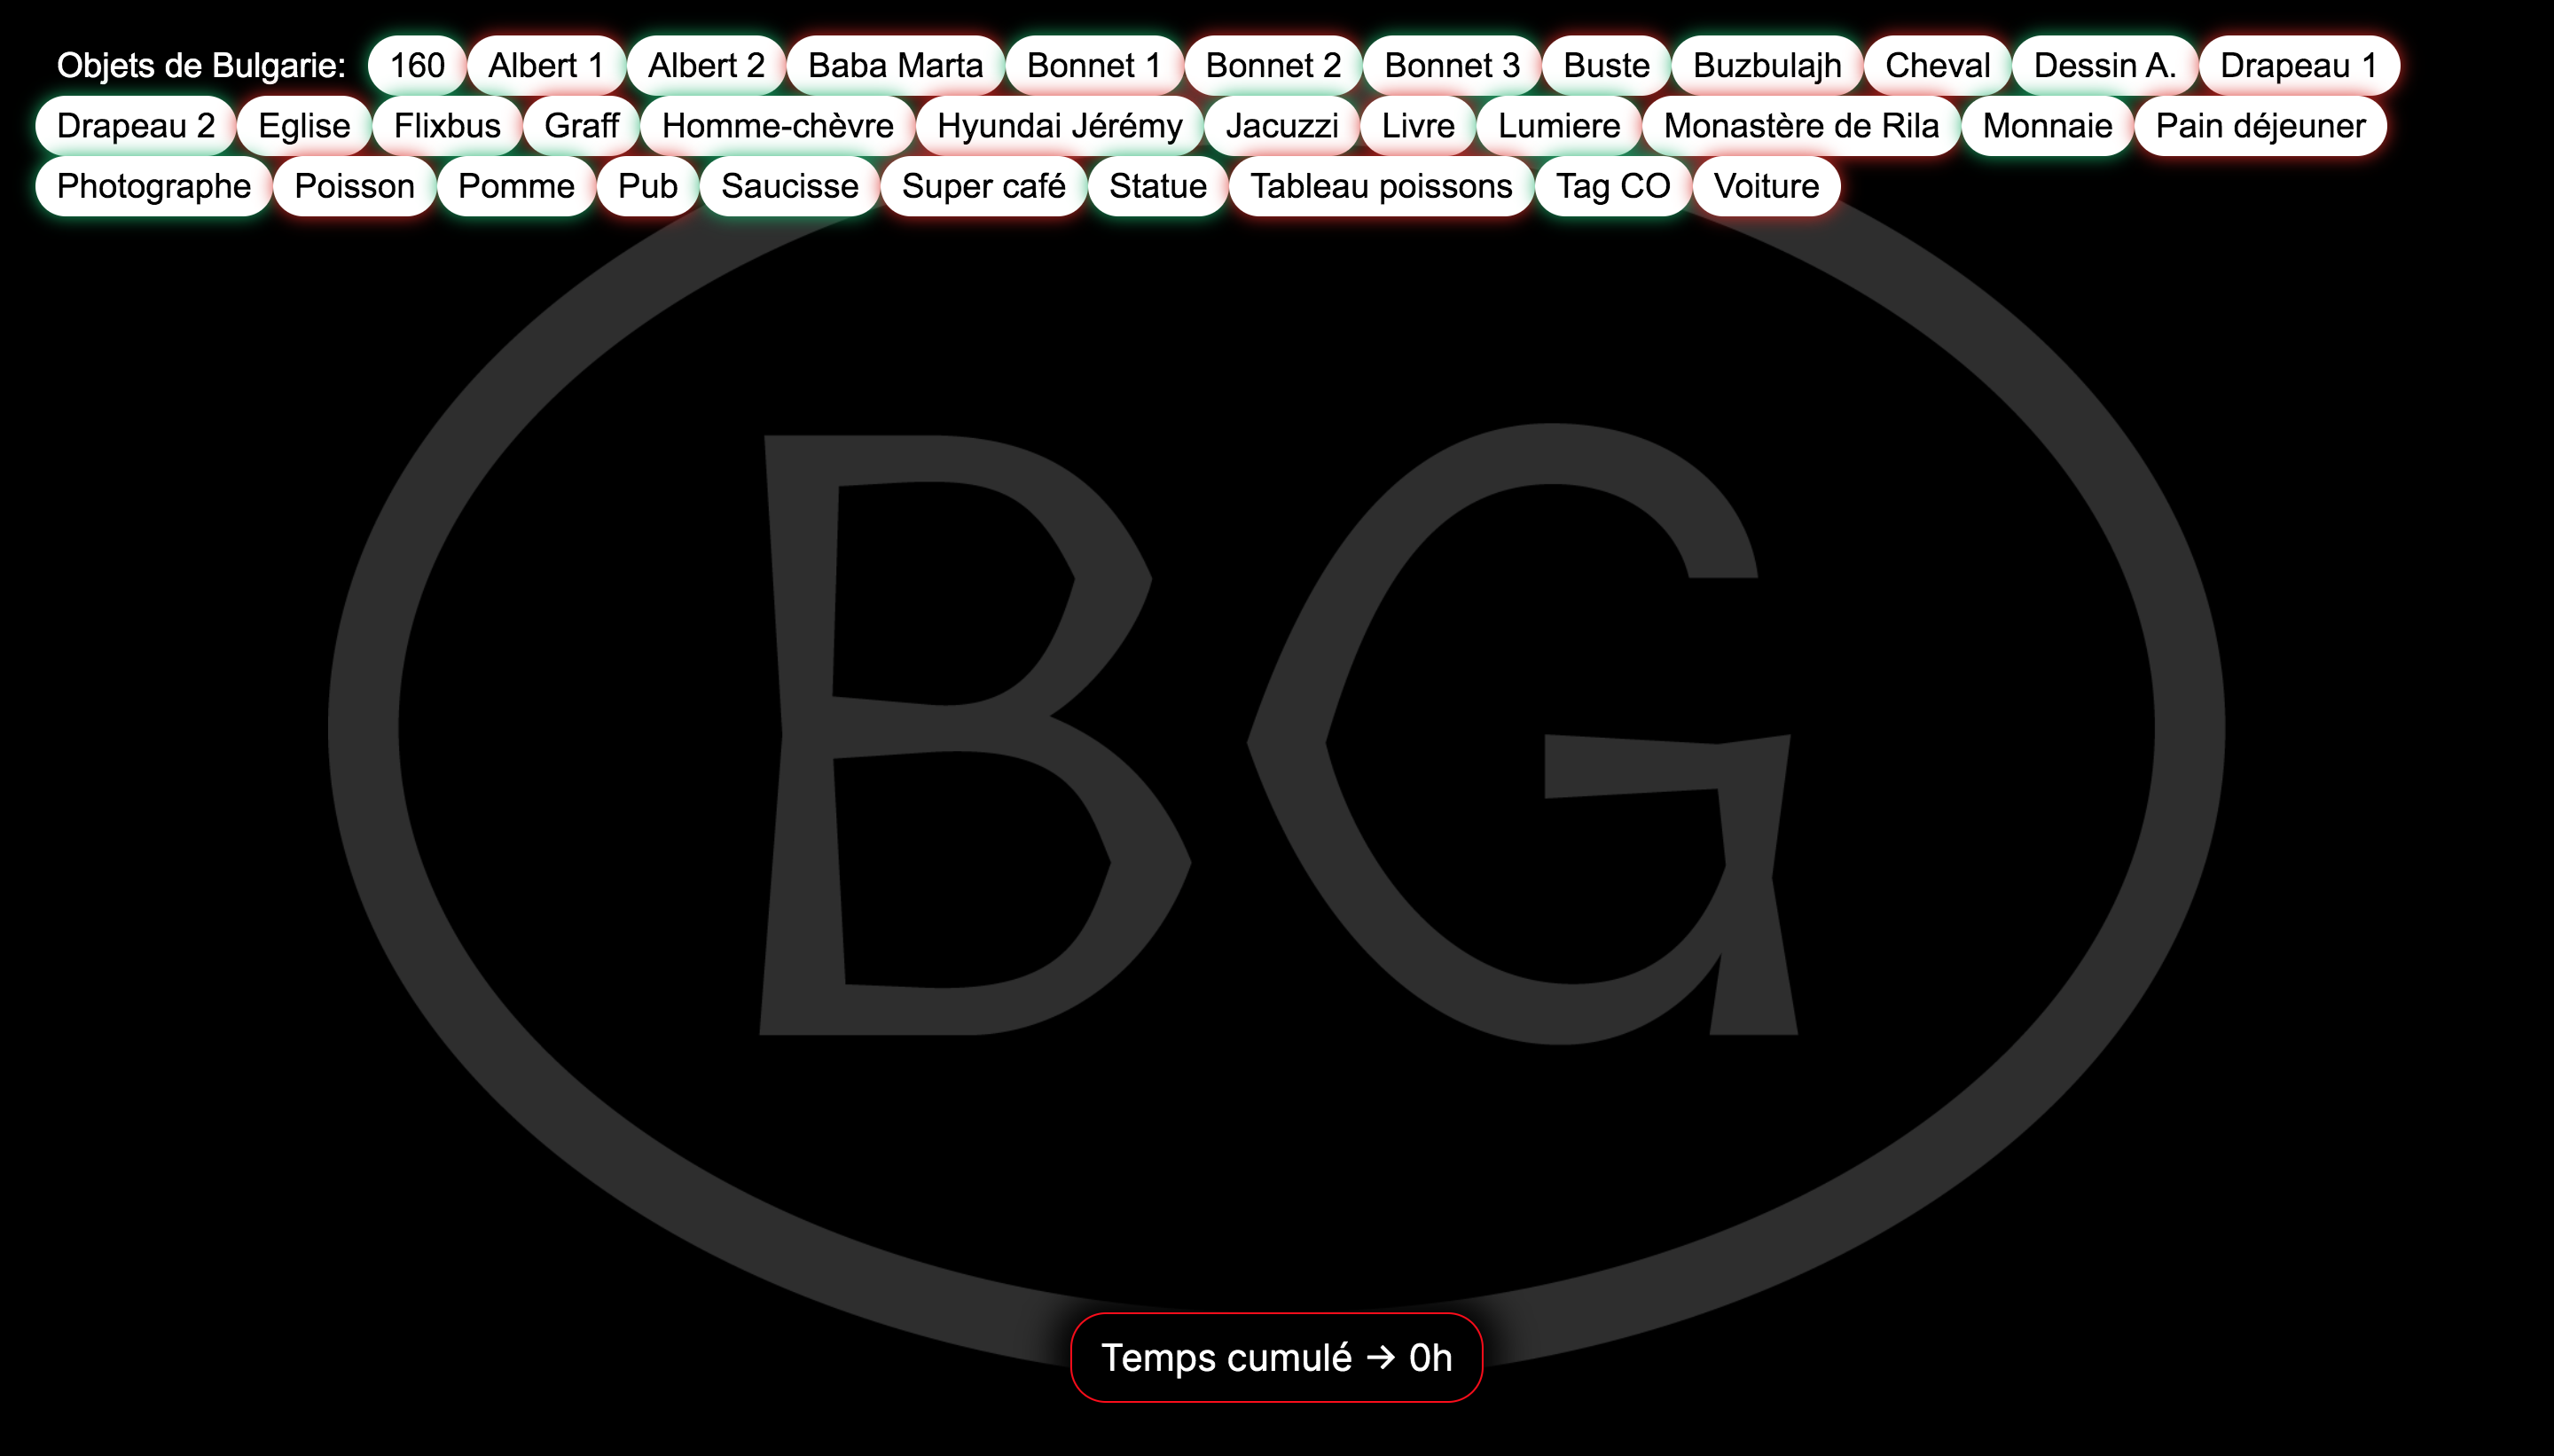 Objets de Bulgarie: 160 Albert 1 Albert 2 Baba Marta Bonnet 1 Bonnet 2 Bonnet 3 Buste Buzbulajh Cheval Dessin A. Drapeau 1
Drapeau 2 Eglise Flixbus Graff Homme-chèvre Hyundai Jérémy Jacuzzi Livre Lumiere Monastère de Rila Monnaie Pain déjeuner
Photographe Poisson Pomme Pub Saucisse Super café Statue Tableau poissons Tag CO Voiture
BG
Temps cumulé → 0h